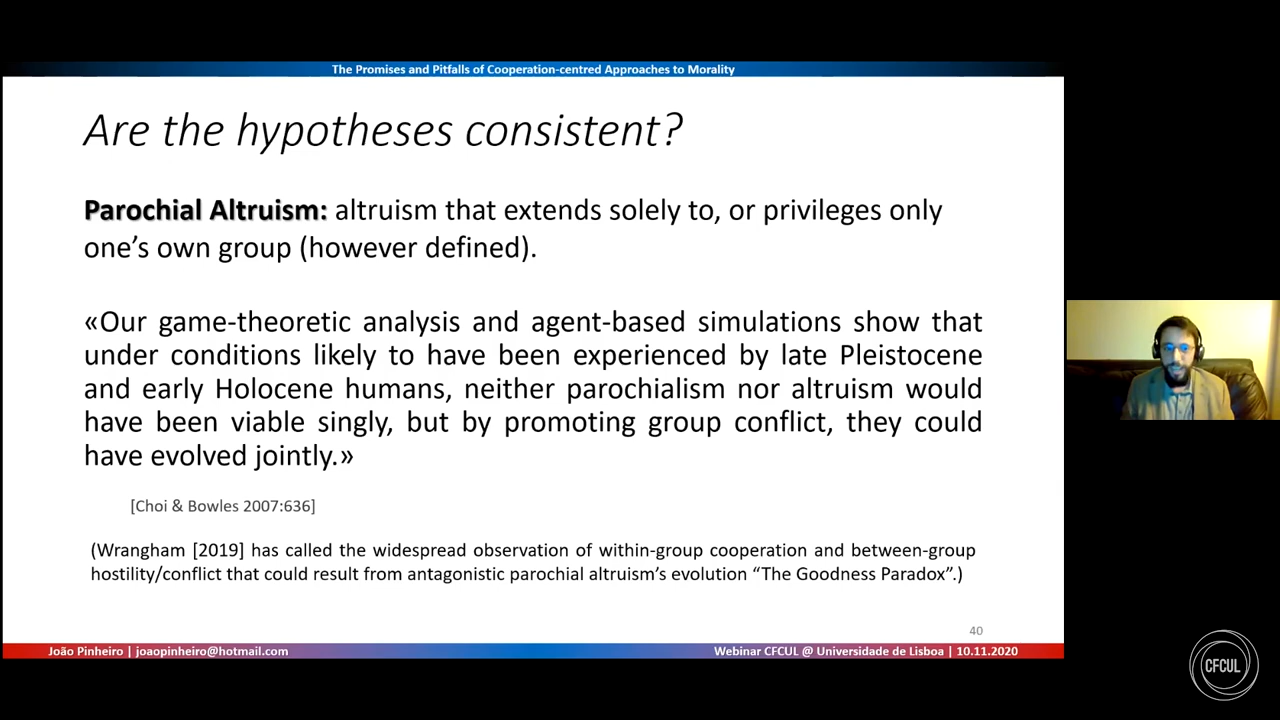 The Promises and Pitfalls of Cooperation-centred Approaches to Morality
Are the hypotheses consistent?
Parochial Altruism: altruism that extends solely to, or privileges only
one’s own group (however defined).
«Our game-theoretic analysis and agent-based simulations show that
under conditions likely to have been experienced by late Pleistocene
and early Holocene humans, neither parochialism nor altruism would
have been viable singly, but by promoting group conflict, they could
have evolved jointly.»
[Choi & Bowles 2007:636]
(Wrangham [2019] has called the widespread observation of within-group cooperation and between-group
hostility/conflict that could result from antagonistic parochial altruism’s evolution “The Goodness Paradox”.)
40
João Pinheiro | joaopinheiro@hotmail.com
Webinar CFCUL @ Universidade de Lisboa | 10.11.2020
CFCUL